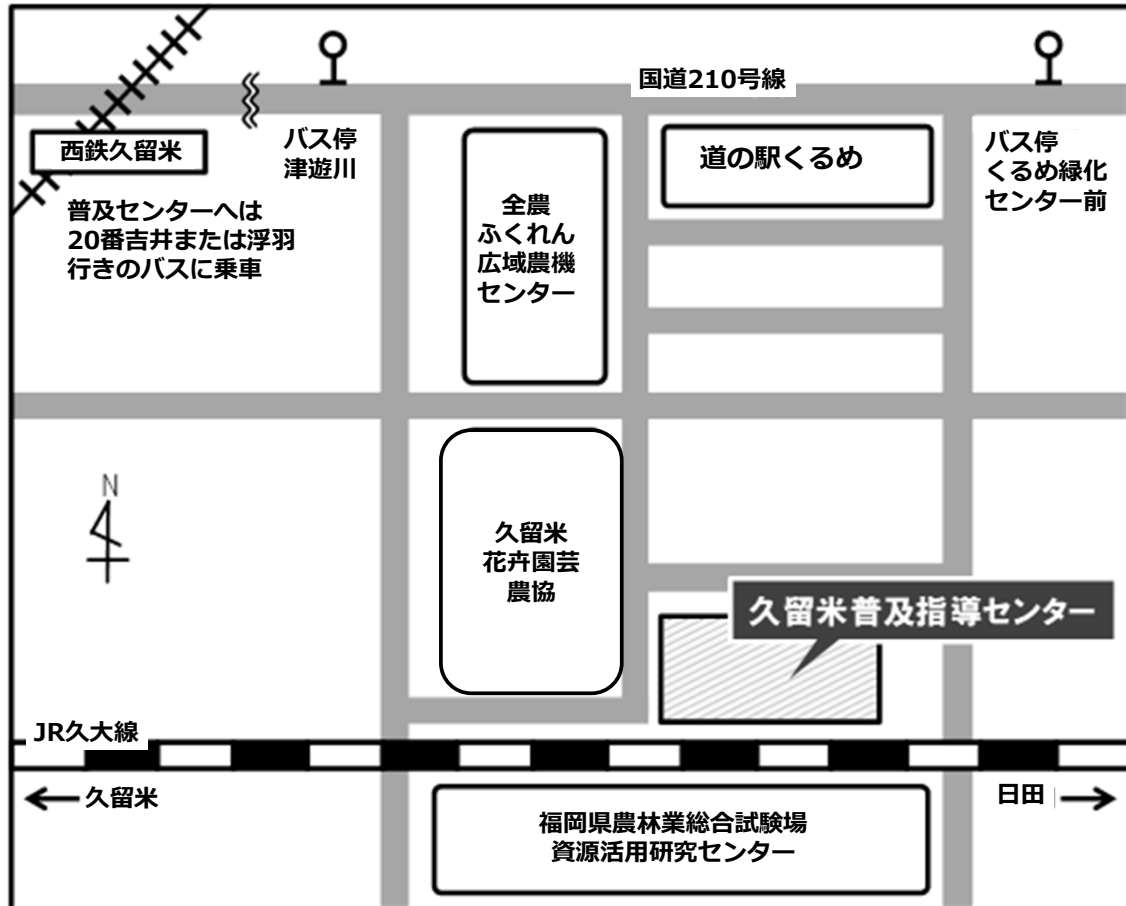 国道210号線
西鉄久留米
バス停
津遊川
道の駅くるめ
バス停
くるめ緑化
センター前
普及センターへは
20番吉井または浮羽
行きのバスに乗車
全農
ふくれん
広域農機
センター
N
久留米
花卉園芸
農協
久留米普及指導センター
JR久大線
←久留米
日田→
福岡県農林業総合試験場
資源活用研究センター